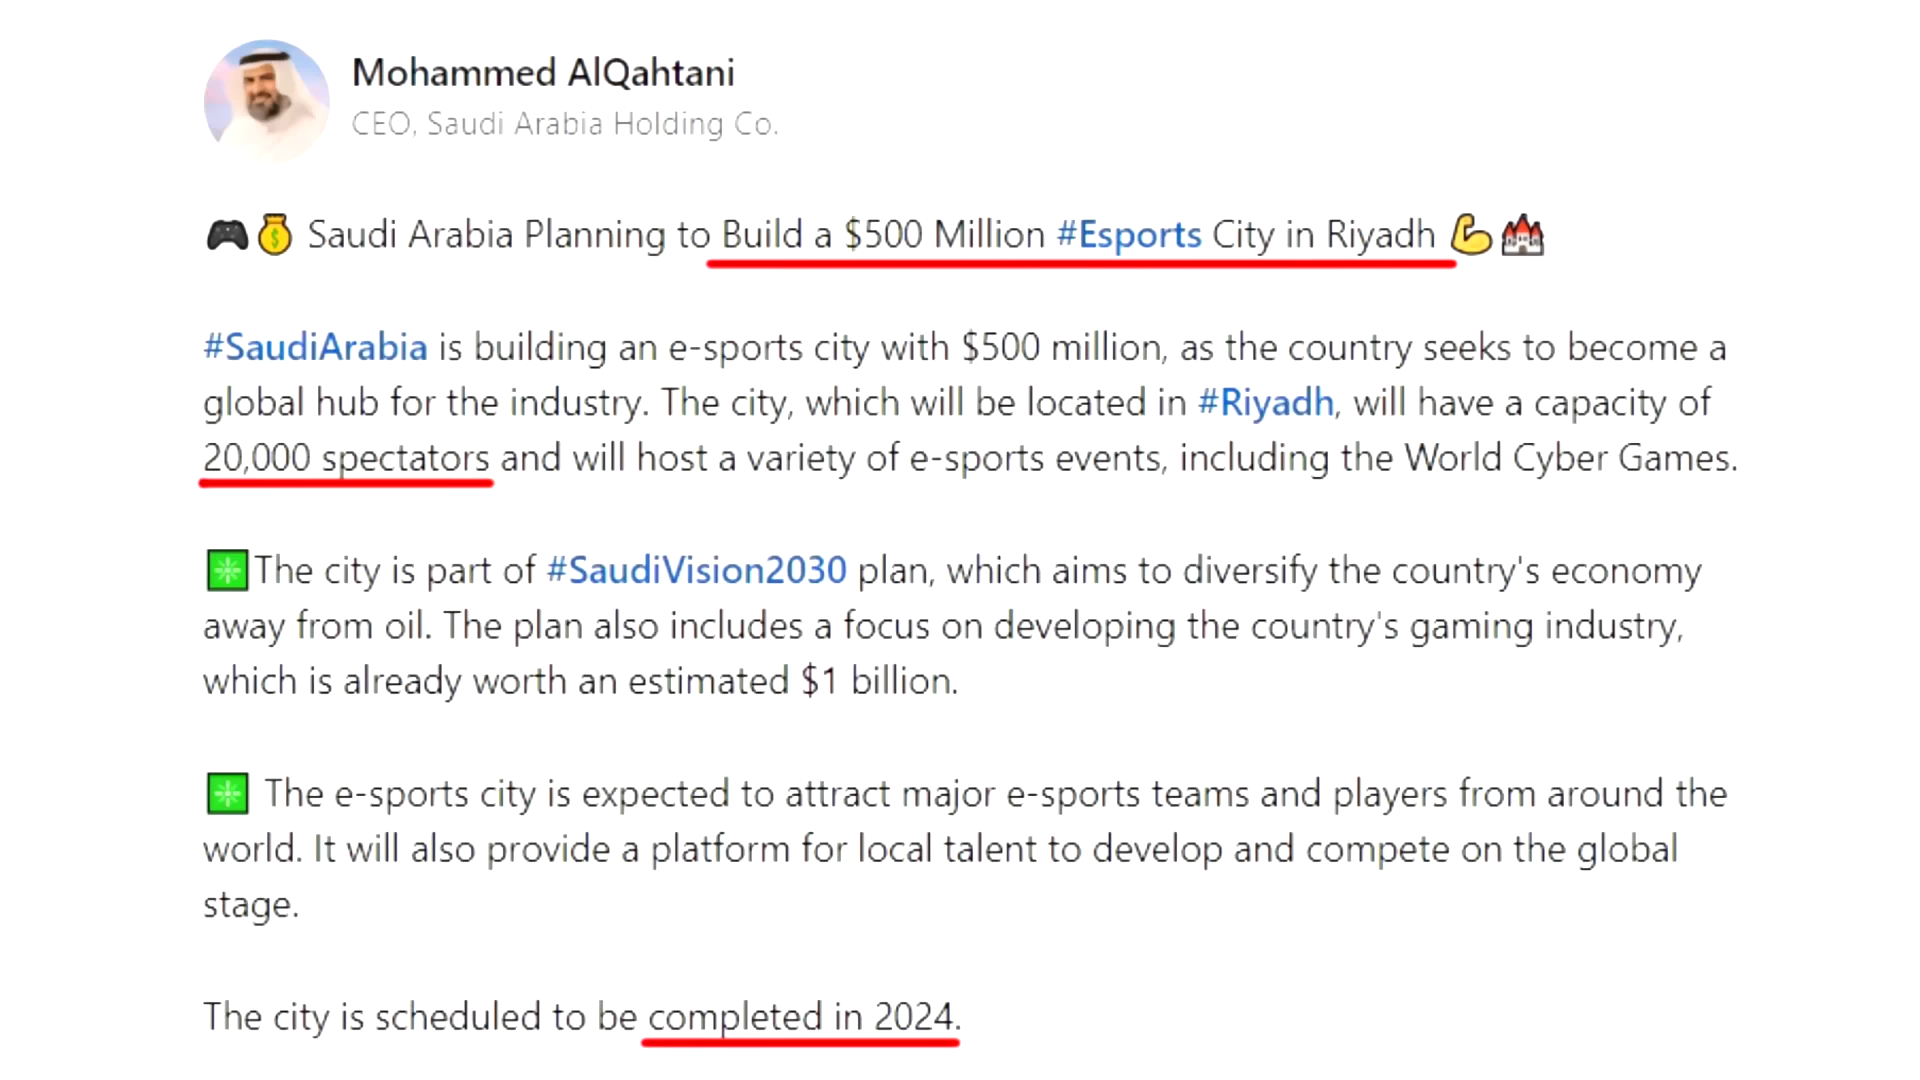 Mohammed AlQahtani
CEO, Saudi Arabia Holding Co.
🎮💰 Saudi Arabia Planning to Build a $500 Million #Esports City in Riyadh 💪🏰
#SaudiArabia is building an e-sports city with $500 million, as the country seeks to become a
global hub for the industry. The city, which will be located in #Riyadh, will have a capacity of
20,000 spectators and will host a variety of e-sports events, including the World Cyber Games.
✳️The city is part of #SaudiVision2030 plan, which aims to diversify the country's economy
away from oil. The plan also includes a focus on developing the country's gaming industry,
which is already worth an estimated $1 billion.
✳️ The e-sports city is expected to attract major e-sports teams and players from around the
world. It will also provide a platform for local talent to develop and compete on the global
stage.
The city is scheduled to be completed in 2024.